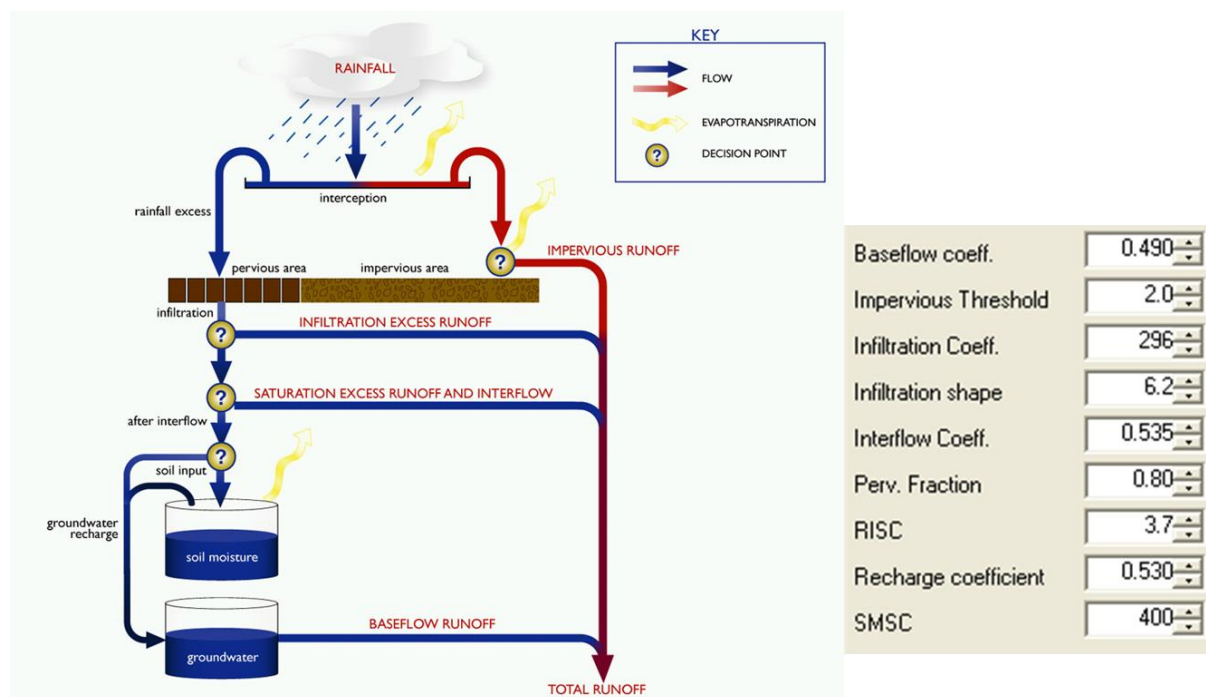 KEY
RAINFALL
FLOW
EVAPOTRANSPIRATION
?
DECISION POINT
interception
rainfall excess
IMPERVIOUS RUNOFF
?
pervious area
impervious area
infiltration
INFILTRATION EXCESS RUNOFF
?
SATURATION EXCESS RUNOFF AND INTERFLOW
?
after interflow
?
soil input
groundwater
recharge
soil moisture
BASEFLOW RUNOFF
groundwater
TOTAL RUNOFF
Baseflow coeff. 0.490
Impervious Threshold 2.0
Infiltration Coeff. 296
Infiltration shape 6.2
Interflow Coeff. 0.535
Perv. Fraction 0.80
RISC 3.7
Recharge coefficient 0.530
SMSC 400